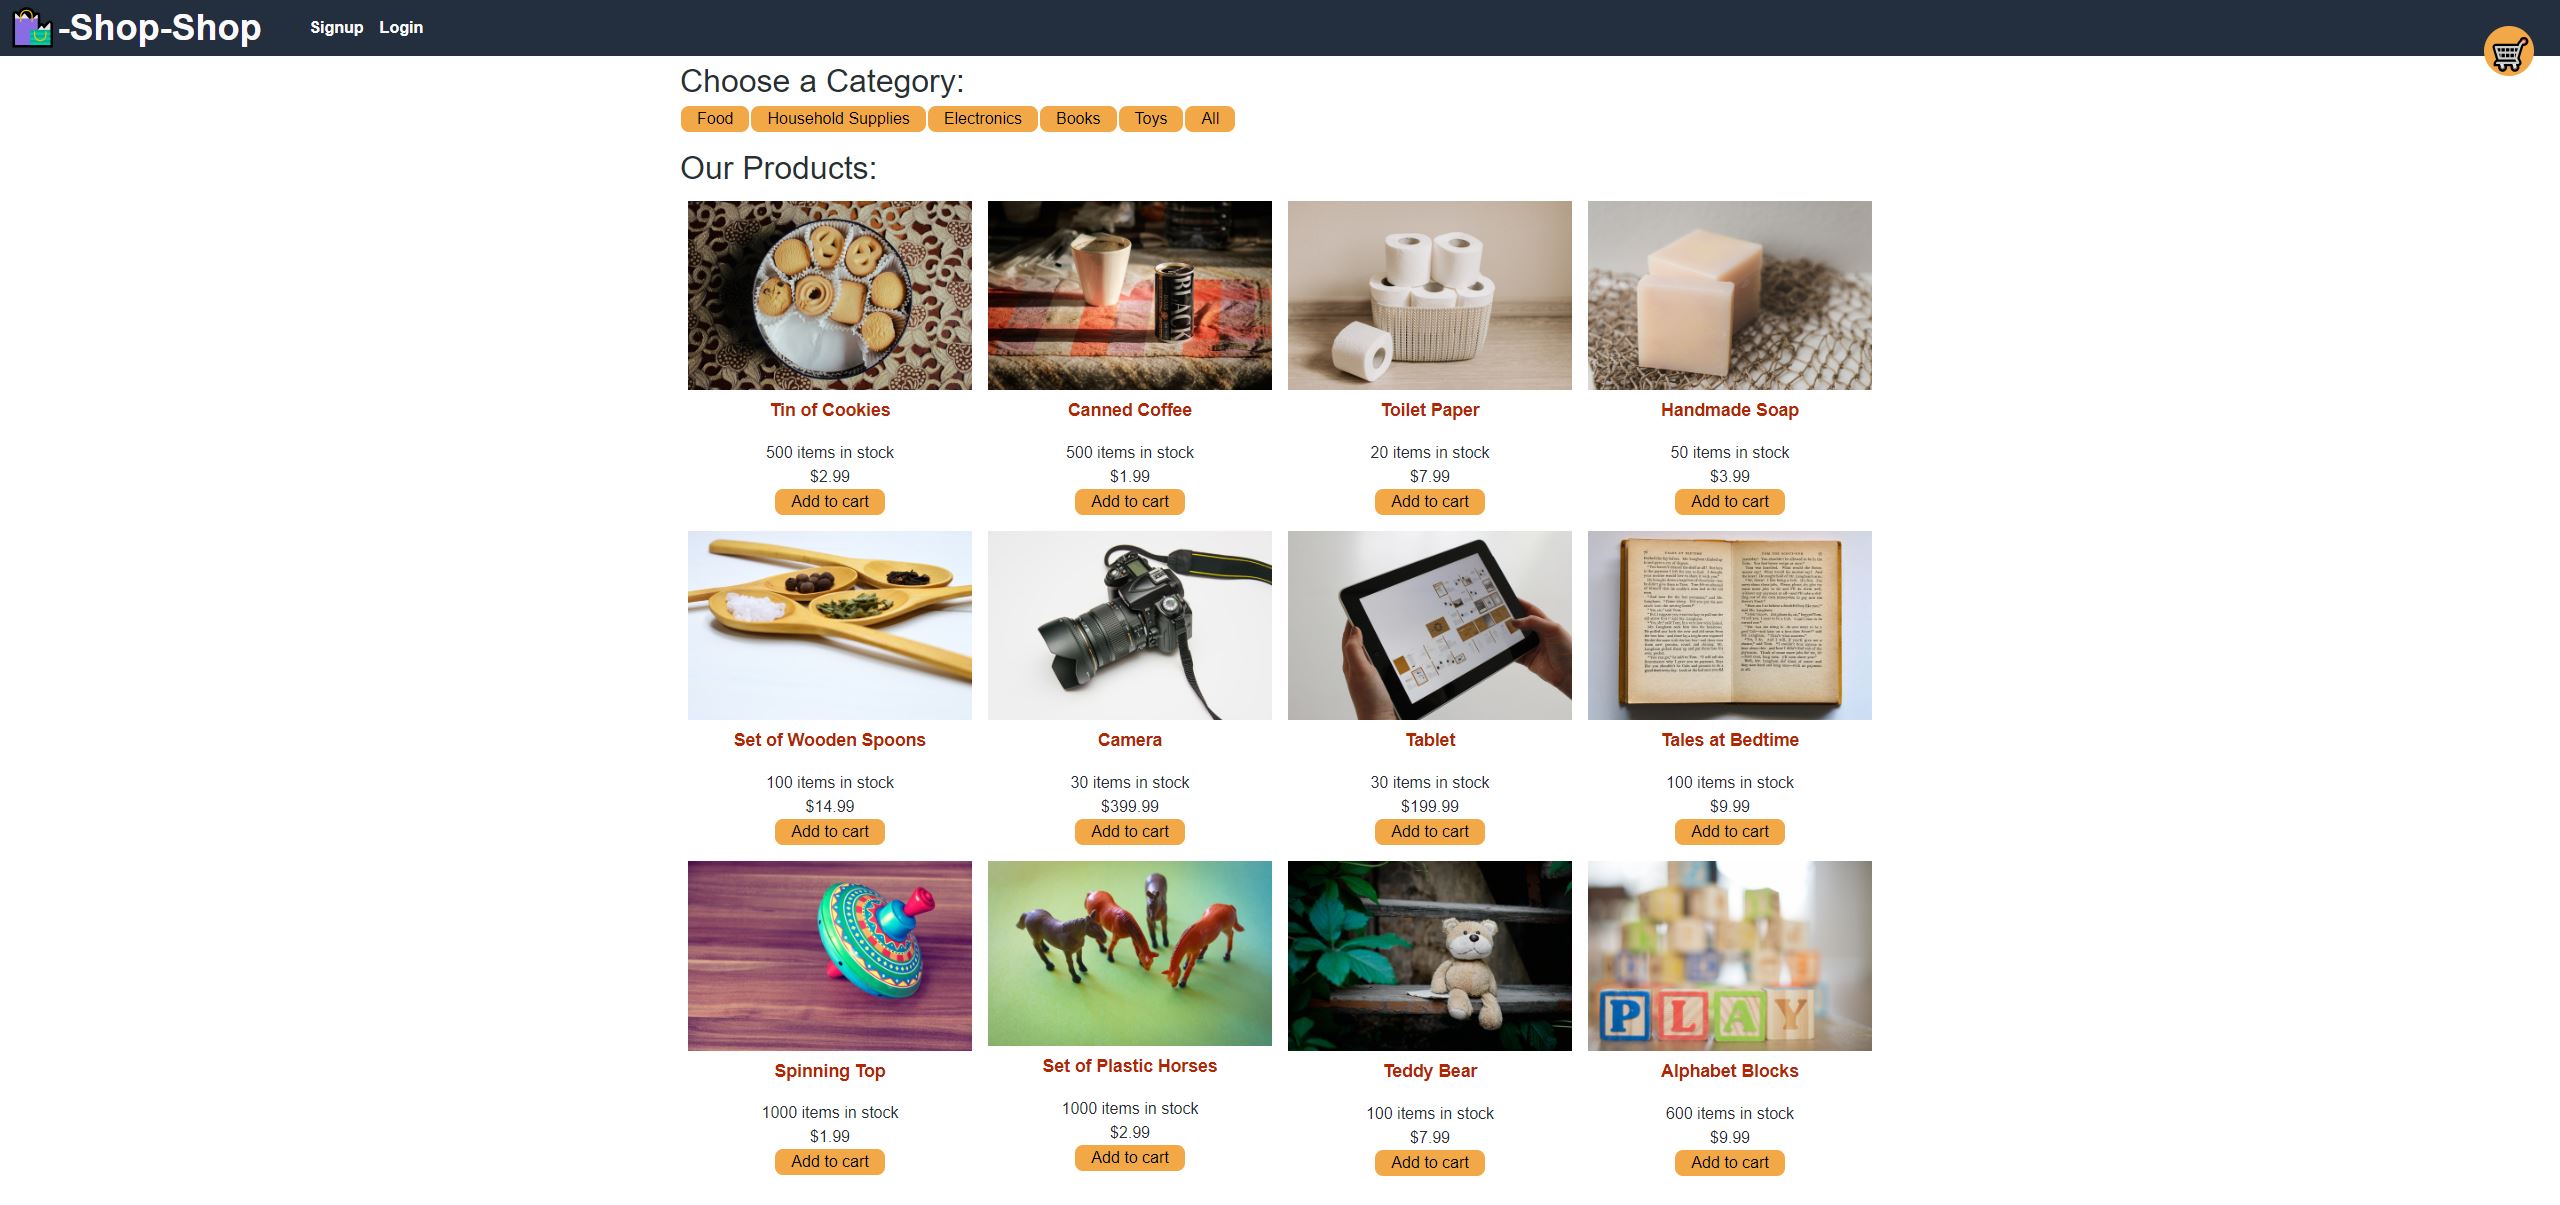 -Shop-Shop
Signup Login
Choose a Category:
Food Household Supplies Electronics Books Toys All
Our Products:
BLACK
Tin of Cookies Canned Coffee Toilet Paper Handmade Soap
500 items in stock 500 items in stock 20 items in stock 50 items in stock
$2.99 $1.99 $7.99 $3.99
Add to cart Add to cart Add to cart Add to cart
TALES AT BEDTIME
Set of Wooden Spoons Camera Tablet Tales at Bedtime
100 items in stock 30 items in stock 30 items in stock 100 items in stock
$14.99 $399.99 $199.99 $9.99
Add to cart Add to cart Add to cart Add to cart
PLAY
Spinning Top Set of Plastic Horses Teddy Bear Alphabet Blocks
1000 items in stock 1000 items in stock 100 items in stock 600 items in stock
$1.99 $2.99 $7.99 $9.99
Add to cart Add to cart Add to cart Add to cart